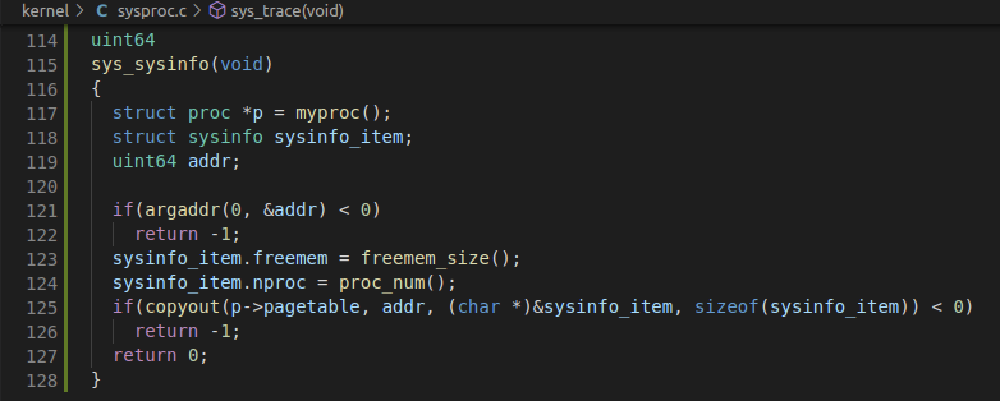 kernel > C sysproc.c > sys_trace(void)
114 uint64
115 sys_sysinfo(void)
116 {
117   struct proc *p = myproc();
118   struct sysinfo sysinfo_item;
119   uint64 addr;
120
121   if(argaddr(0, &addr) < 0)
122     return -1;
123   sysinfo_item.freemem = freemem_size();
124   sysinfo_item.nproc = proc_num();
125   if(copyout(p->pagetable, addr, (char *)&sysinfo_item, sizeof(sysinfo_item)) < 0)
126     return -1;
127   return 0;
128 }